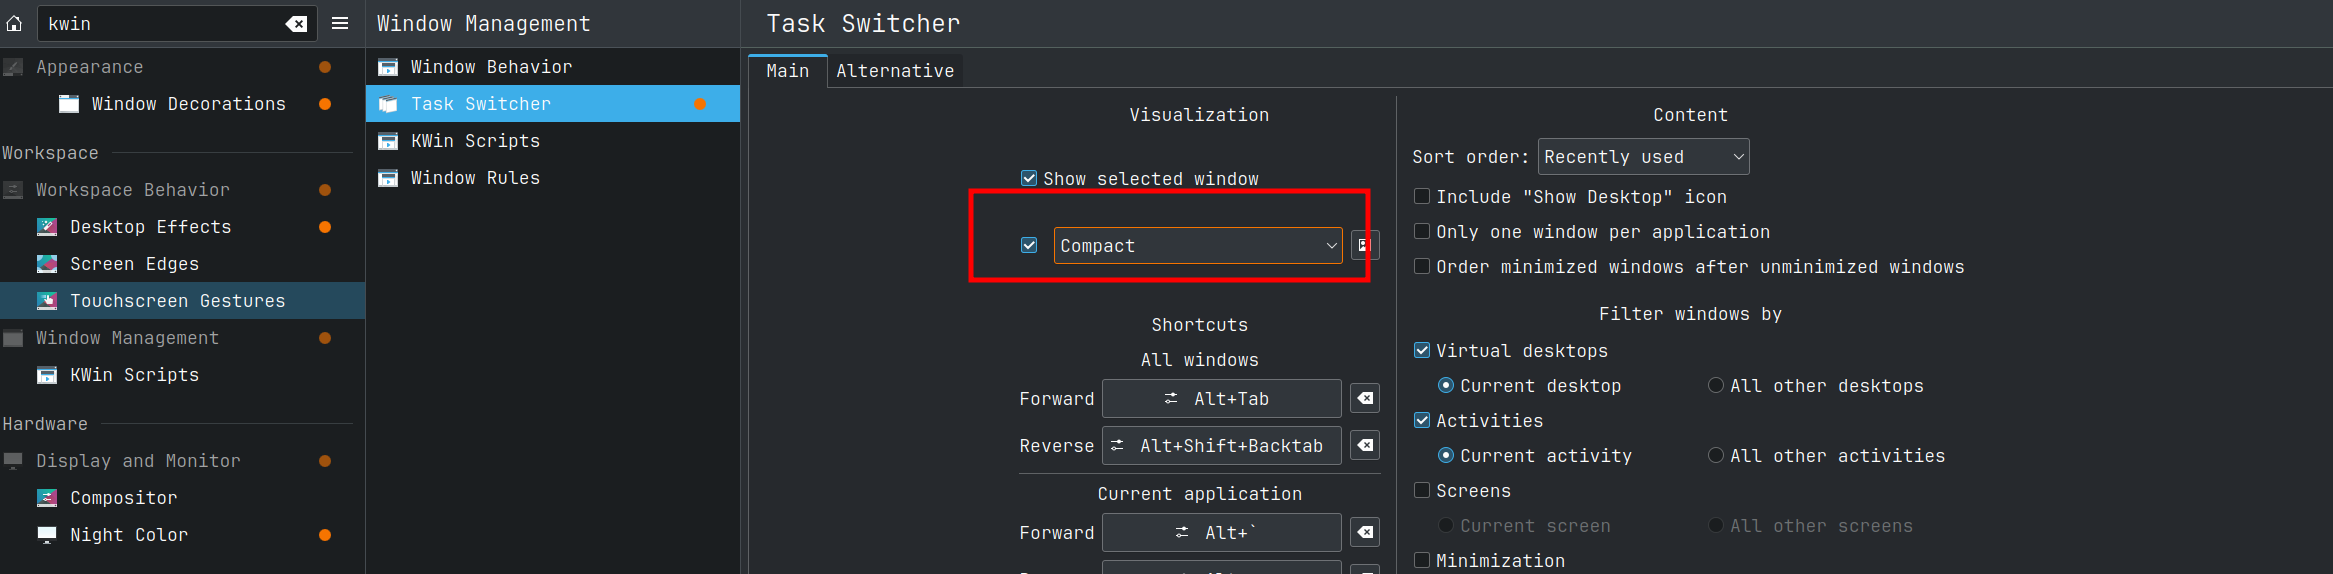 kwin
Appearance
Window Decorations
Workspace
Workspace Behavior
Desktop Effects
Screen Edges
Touchscreen Gestures
Window Management
KWin Scripts
Hardware
Display and Monitor
Compositor
Night Color
Window Management
Window Behavior
Task Switcher
KWin Scripts
Window Rules
Task Switcher
Main
Alternative
Visualization
Show selected window
Compact
Shortcuts
All windows
Forward Alt+Tab
Reverse Alt+Shift+Backtab
Current application
Forward Alt+`
Content
Sort order: Recently used
Include "Show Desktop" icon
Only one window per application
Order minimized windows after unminimized windows
Filter windows by
Virtual desktops
Current desktop All other desktops
Activities
Current activity All other activities
Screens
Current screen All other screens
Minimization